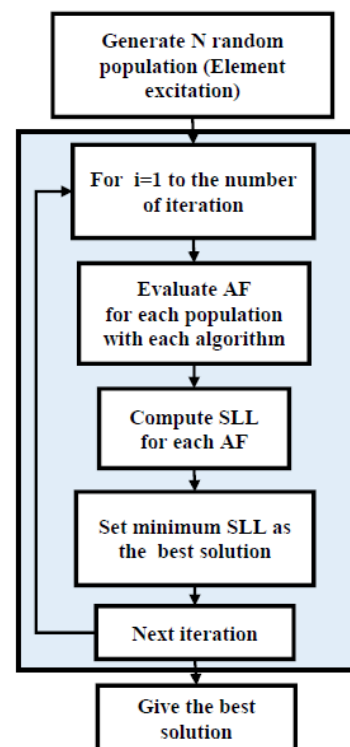 Generate N random
population (Element
excitation)
For i=1 to the number
of iteration
Evaluate AF
for each population
with each algorithm
Compute SLL
for each AF
Set minimum SLL as
the best solution
Next iteration
Give the best
solution